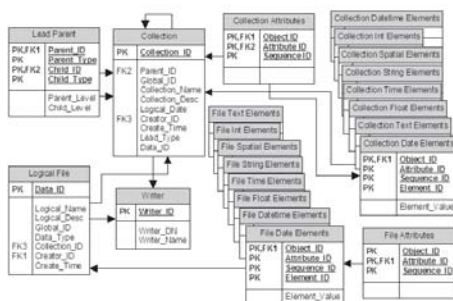 Lead Parent
PK,FK1 Parent_ID
PK Parent_Type
PK,FK2 Child_ID
PK Child_Type
Parent_Level
Child_Level
Collection
PK Collection_ID
FK2 Parent_ID
Global_ID
Collection_Name
Collection_Desc
Logical_Date
FK3 Creator_ID
Create_Time
Lead_Type
Data_ID
Collection Attributes
PK,FK1 Object_ID
PK,FK2 Attribute_ID
PK Sequence_ID
Collection Datetime Elements
Collection Int Elements
Collection Spatial Elements
Collection String Elements
Collection Time Elements
Collection Float Elements
Collection Text Elements
Collection Date Elements
PK,FK1 Object_ID
PK Attribute_ID
PK Sequence_ID
PK Element_ID
Element_Value
Logical File
PK Data_ID
Logical_Name
Logical_Desc
Global_ID
Data_Type
FK3 Collection_ID
FK1 Creator_ID
Create_Time
Writer
PK Writer_ID
Writer_DN
Writer_Name
File Text Elements
File Int Elements
File Spatial Elements
File String Elements
File Time Elements
File Float Elements
File Datetime Elements
File Date Elements
PK,FK1 Object_ID
PK Attribute_ID
PK Sequence_ID
PK Element_ID
Element_Value
File Attributes
PK Object_ID
PK Attribute_ID
PK Sequence_ID